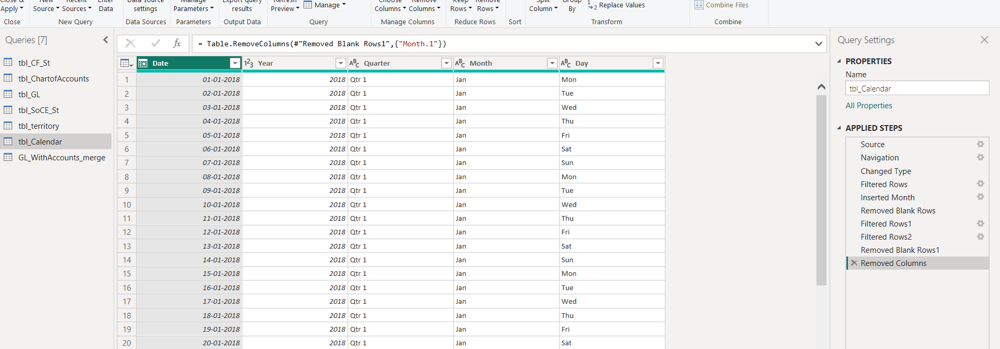 Close & New Recent Enter Data source Manage Export query Refresh Choose Remove Keep Remove Split Group
Apply Source Sources Data settings Parameters results Preview Manage Columns Columns Rows Rows Column By 1 2 Replace Values Combine Files
Close New Query Data Sources Parameters Output Data Query Manage Columns Reduce Rows Sort Transform Combine
Queries [7]
tbl_CF_St
tbl_ChartofAccounts
tbl_GL
tbl_SoCE_St
tbl_territory
tbl_Calendar
GL_WithAccounts_merge
fx = Table.RemoveColumns(#"Removed Blank Rows1",{"Month.1"})
Date 123 Year ABC Quarter ABC Month ABC Day
1 01-01-2018 2018 Qtr 1 Jan Mon
2 02-01-2018 2018 Qtr 1 Jan Tue
3 03-01-2018 2018 Qtr 1 Jan Wed
4 04-01-2018 2018 Qtr 1 Jan Thu
5 05-01-2018 2018 Qtr 1 Jan Fri
6 06-01-2018 2018 Qtr 1 Jan Sat
7 07-01-2018 2018 Qtr 1 Jan Sun
8 08-01-2018 2018 Qtr 1 Jan Mon
9 09-01-2018 2018 Qtr 1 Jan Tue
10 10-01-2018 2018 Qtr 1 Jan Wed
11 11-01-2018 2018 Qtr 1 Jan Thu
12 12-01-2018 2018 Qtr 1 Jan Fri
13 13-01-2018 2018 Qtr 1 Jan Sat
14 14-01-2018 2018 Qtr 1 Jan Sun
15 15-01-2018 2018 Qtr 1 Jan Mon
16 16-01-2018 2018 Qtr 1 Jan Tue
17 17-01-2018 2018 Qtr 1 Jan Wed
18 18-01-2018 2018 Qtr 1 Jan Thu
19 19-01-2018 2018 Qtr 1 Jan Fri
20 20-01-2018 2018 Qtr 1 Jan Sat
Query Settings
PROPERTIES
Name
tbl_Calendar
All Properties
APPLIED STEPS
Source
Navigation
Changed Type
Filtered Rows
Inserted Month
Removed Blank Rows
Filtered Rows1
Filtered Rows2
Removed Blank Rows1
Removed Columns